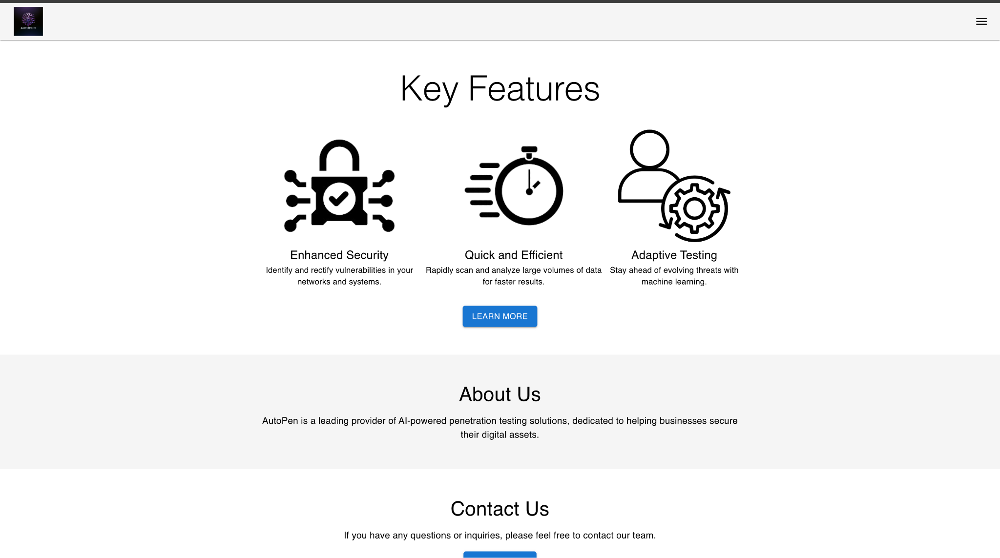 AUTOPEN
Key Features
Enhanced Security
Identify and rectify vulnerabilities in your
networks and systems.
Quick and Efficient
Rapidly scan and analyze large volumes of data
for faster results.
Adaptive Testing
Stay ahead of evolving threats with
machine learning.
LEARN MORE
About Us
AutoPen is a leading provider of AI-powered penetration testing solutions, dedicated to helping businesses secure
their digital assets.
Contact Us
If you have any questions or inquiries, please feel free to contact our team.